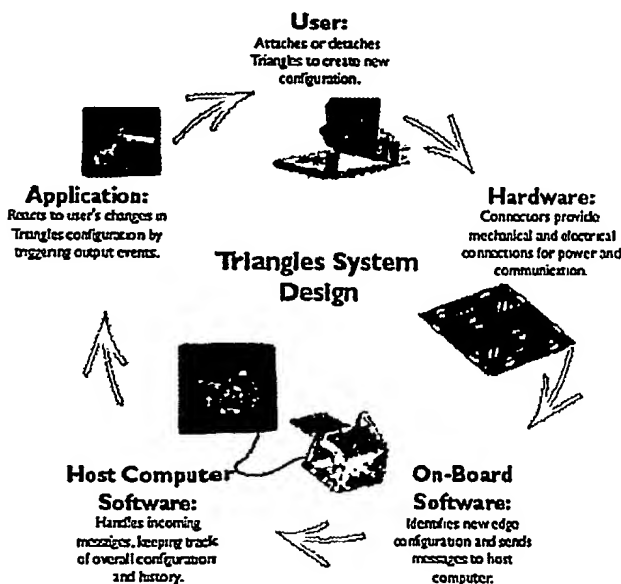 User:
Attaches or detaches
Triangles to create new
configuration.
Hardware:
Connectors provide
mechanical and electrical
connections for power and
communication.
On-Board
Software:
Identifies new edge
configuration and sends
messages to host
computer.
Host Computer
Software:
Handles incoming
messages, keeping track
of overall configuration
and history.
Application:
Reacts to user's changes in
Triangles configuration by
triggering output events.
Triangles System
Design